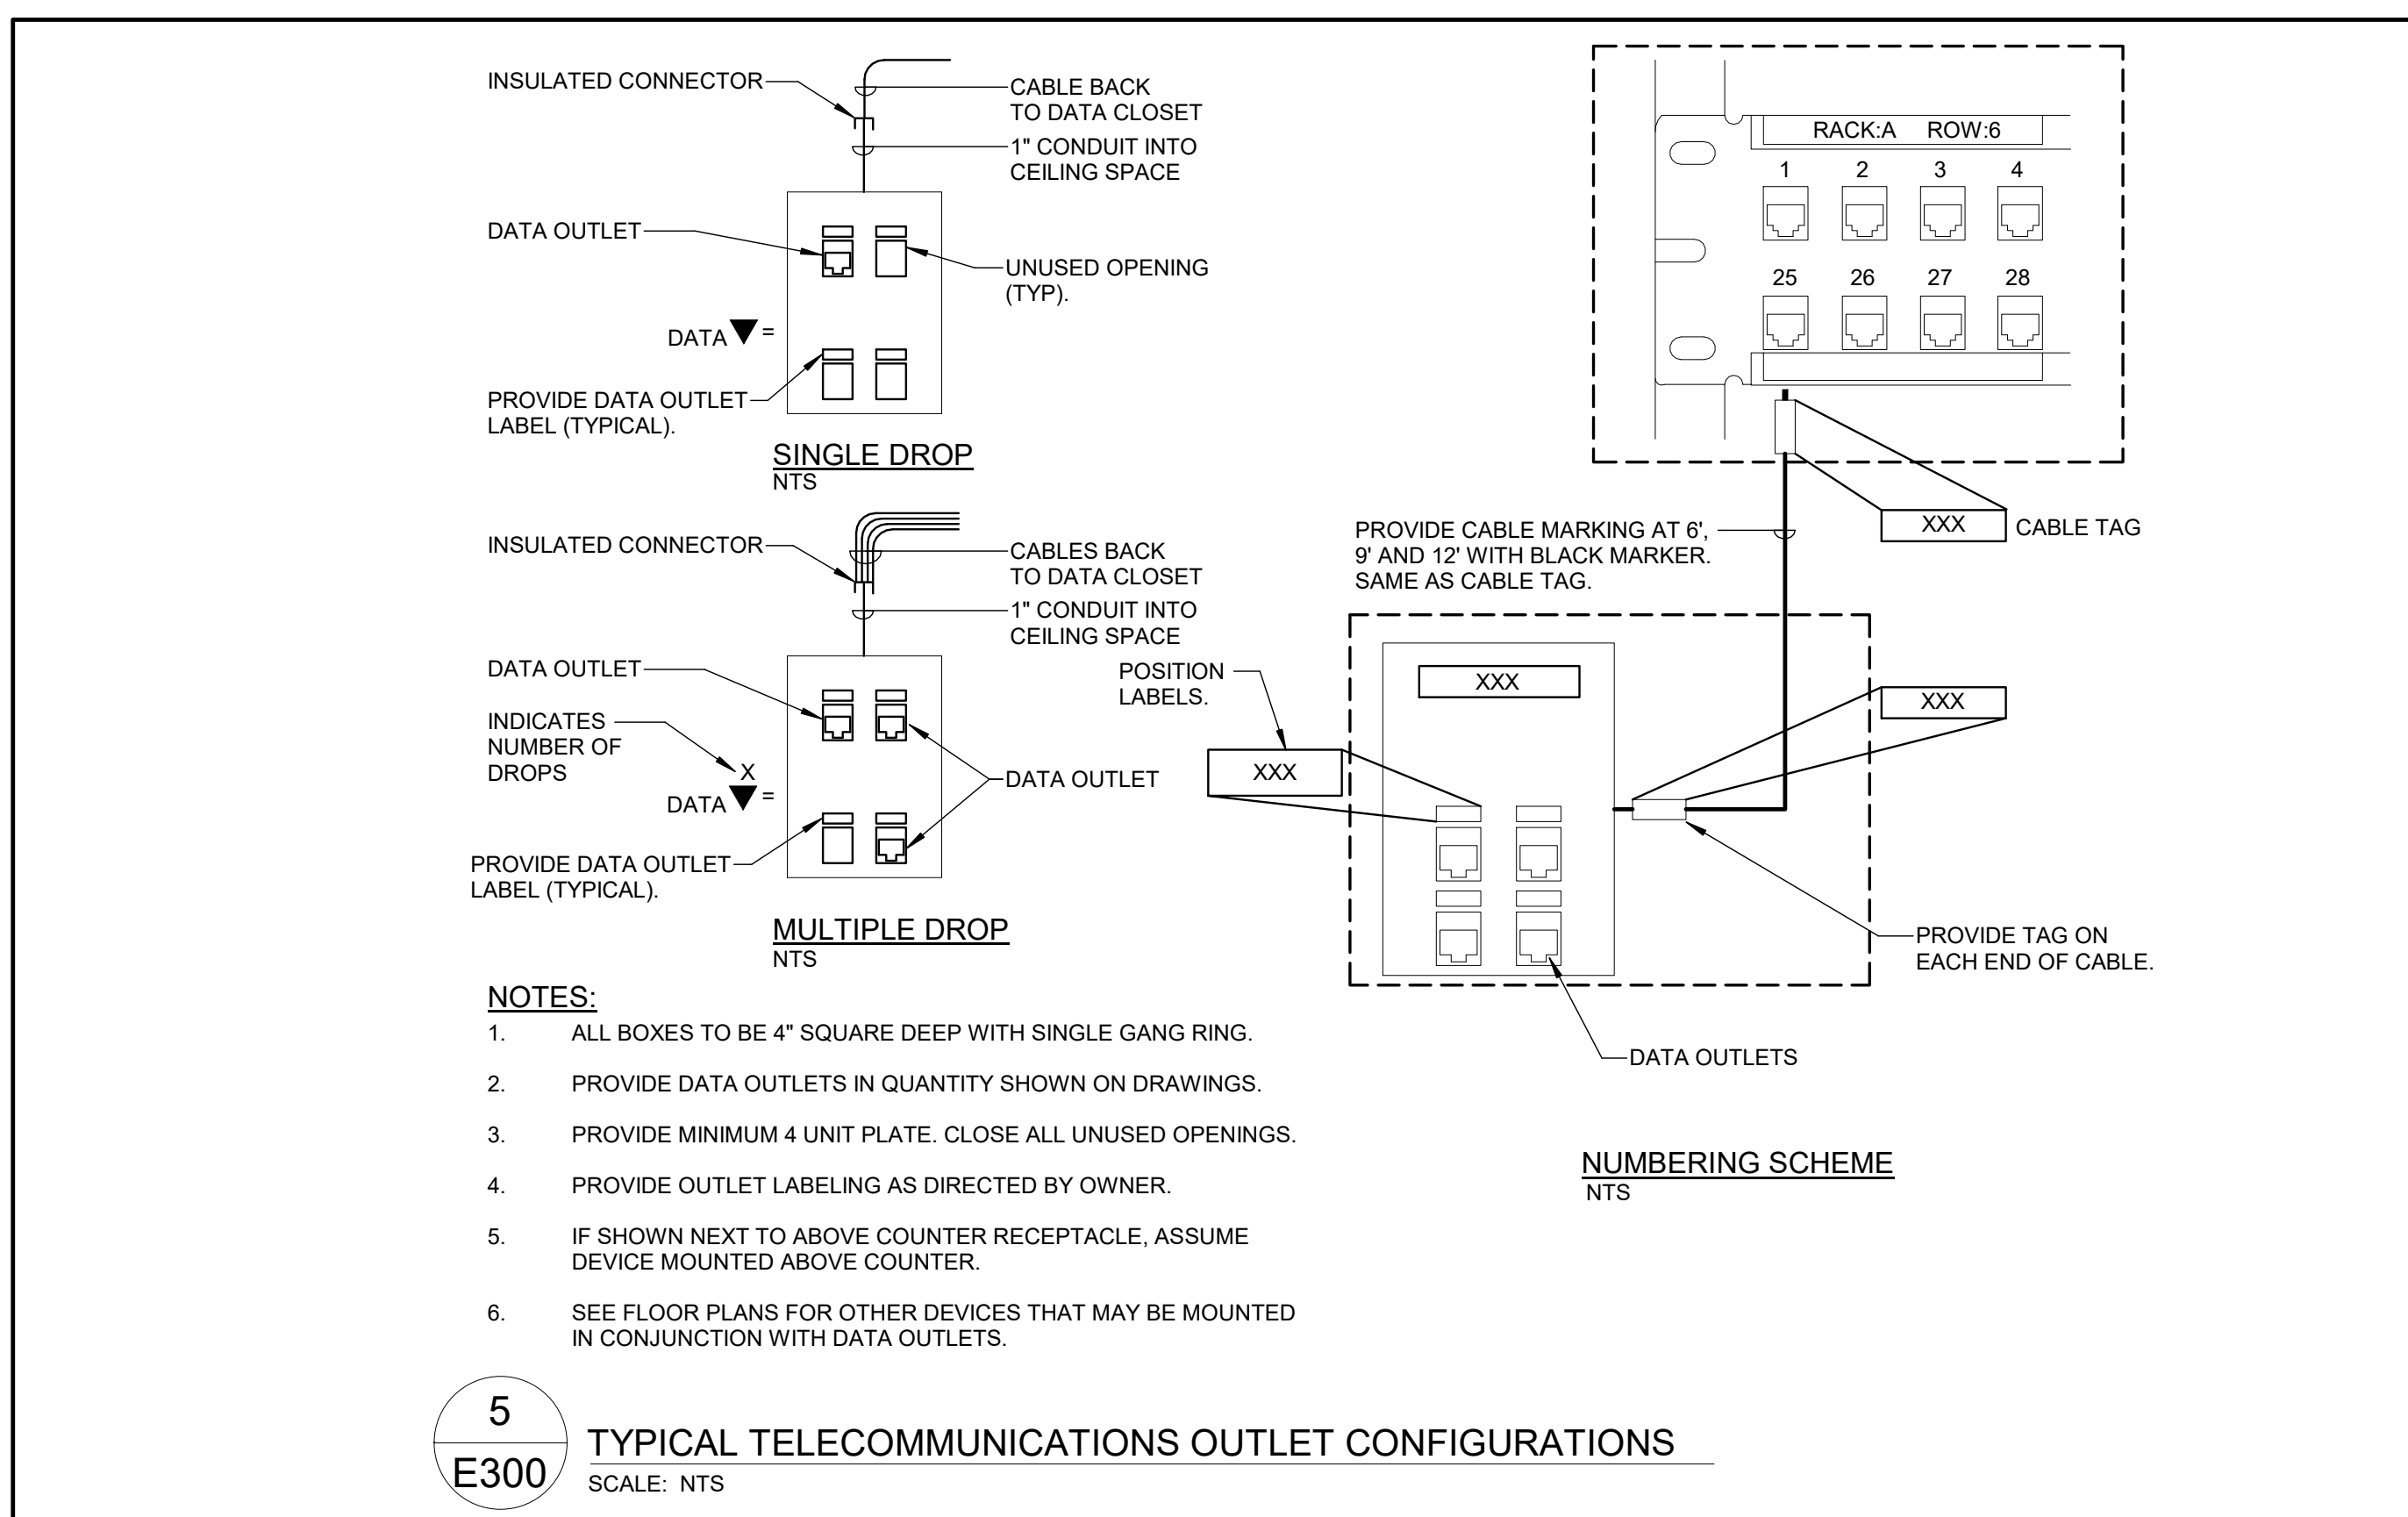 INSULATED CONNECTOR
CABLE BACK
TO DATA CLOSET
1" CONDUIT INTO
CEILING SPACE
DATA OUTLET
UNUSED OPENING
(TYP).
DATA =
PROVIDE DATA OUTLET
LABEL (TYPICAL).
SINGLE DROP
NTS
INSULATED CONNECTOR
CABLES BACK
TO DATA CLOSET
1" CONDUIT INTO
CEILING SPACE
DATA OUTLET
INDICATES
NUMBER OF
DROPS
X
DATA =
DATA OUTLET
PROVIDE DATA OUTLET
LABEL (TYPICAL).
MULTIPLE DROP
NTS
RACK:A ROW:6
1 2 3 4
25 26 27 28
XXX CABLE TAG
PROVIDE CABLE MARKING AT 6',
9' AND 12' WITH BLACK MARKER.
SAME AS CABLE TAG.
POSITION
LABELS.
XXX
XXX
XXX
PROVIDE TAG ON
EACH END OF CABLE.
DATA OUTLETS
NUMBERING SCHEME
NTS
NOTES:
1. ALL BOXES TO BE 4" SQUARE DEEP WITH SINGLE GANG RING.
2. PROVIDE DATA OUTLETS IN QUANTITY SHOWN ON DRAWINGS.
3. PROVIDE MINIMUM 4 UNIT PLATE. CLOSE ALL UNUSED OPENINGS.
4. PROVIDE OUTLET LABELING AS DIRECTED BY OWNER.
5. IF SHOWN NEXT TO ABOVE COUNTER RECEPTACLE, ASSUME
DEVICE MOUNTED ABOVE COUNTER.
6. SEE FLOOR PLANS FOR OTHER DEVICES THAT MAY BE MOUNTED
IN CONJUNCTION WITH DATA OUTLETS.
5
E300
TYPICAL TELECOMMUNICATIONS OUTLET CONFIGURATIONS
SCALE: NTS